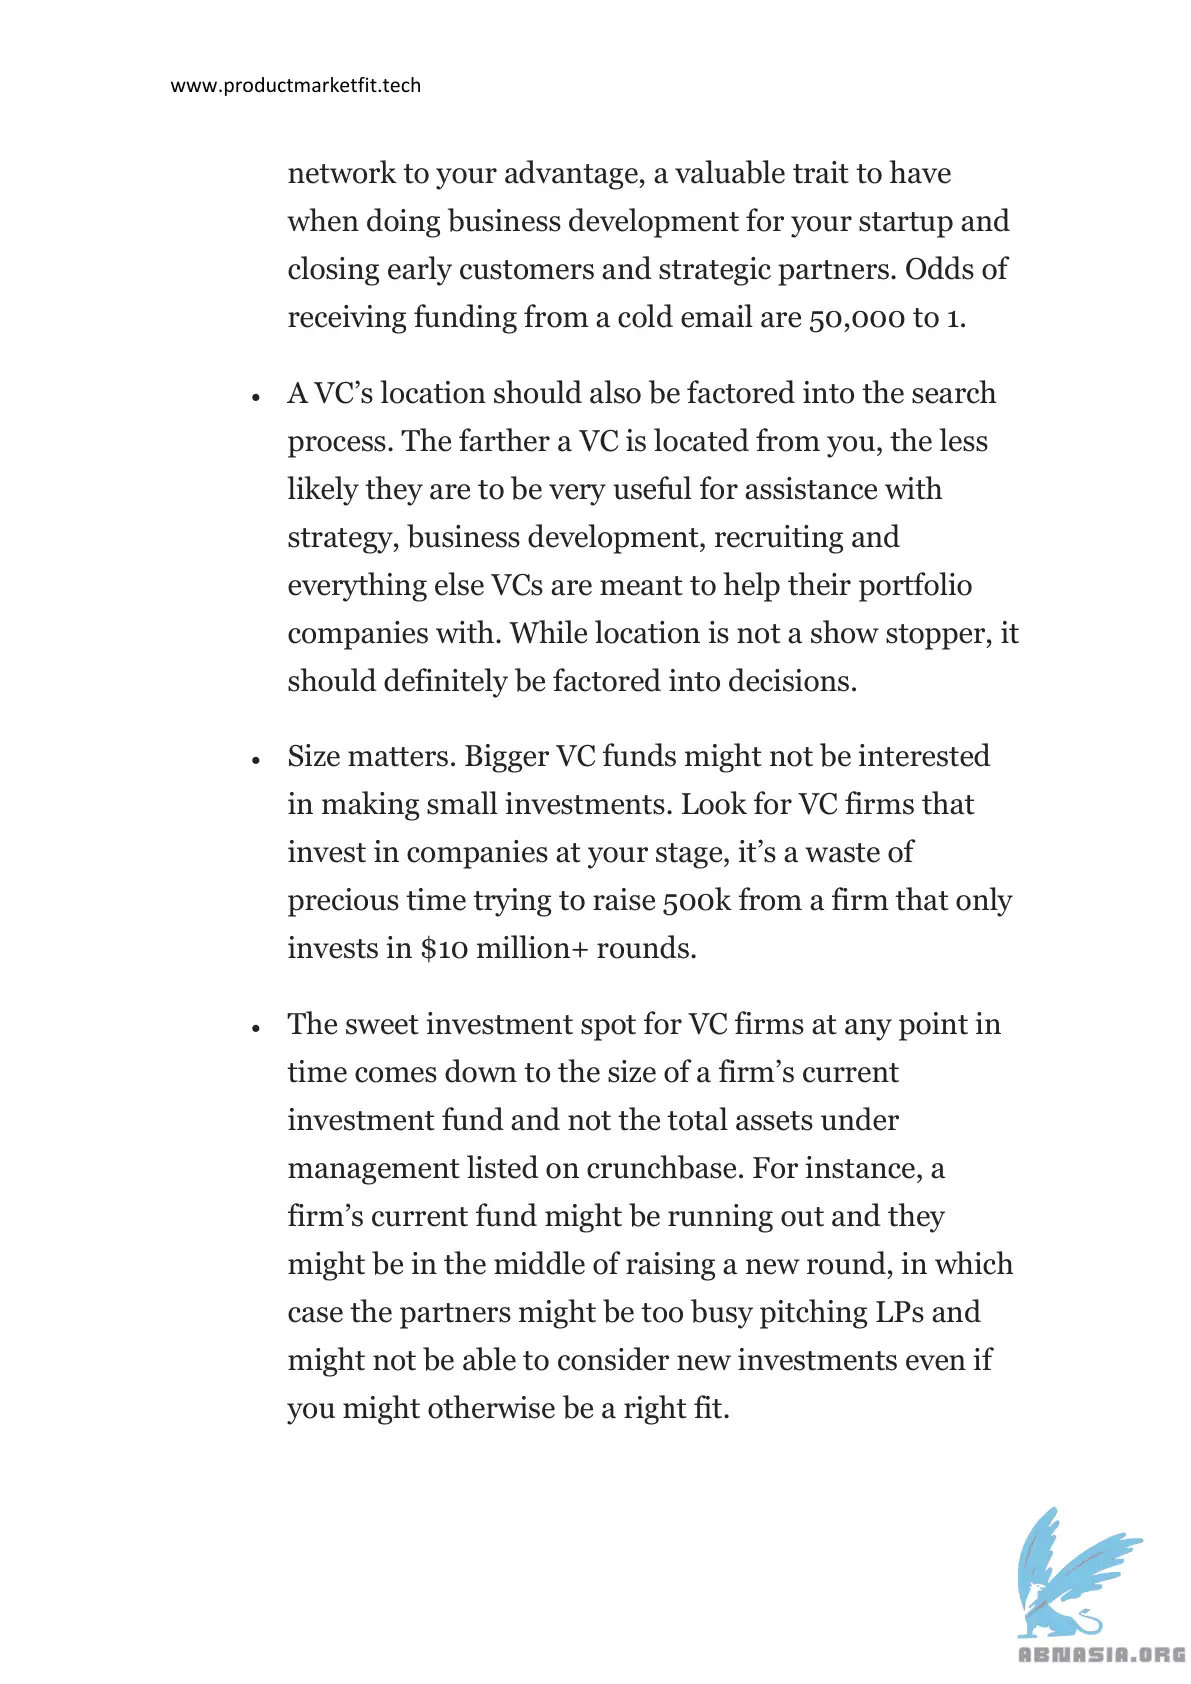 www.productmarketfit.tech
network to your advantage, a valuable trait to have
when doing business development for your startup and
closing early customers and strategic partners. Odds of
receiving funding from a cold email are 50,000 to 1.
• A VC’s location should also be factored into the search
process. The farther a VC is located from you, the less
likely they are to be very useful for assistance with
strategy, business development, recruiting and
everything else VCs are meant to help their portfolio
companies with. While location is not a show stopper, it
should definitely be factored into decisions.
• Size matters. Bigger VC funds might not be interested
in making small investments. Look for VC firms that
invest in companies at your stage, it’s a waste of
precious time trying to raise 500k from a firm that only
invests in $10 million+ rounds.
• The sweet investment spot for VC firms at any point in
time comes down to the size of a firm’s current
investment fund and not the total assets under
management listed on crunchbase. For instance, a
firm’s current fund might be running out and they
might be in the middle of raising a new round, in which
case the partners might be too busy pitching LPs and
might not be able to consider new investments even if
you might otherwise be a right fit.
ABNASIA.ORG